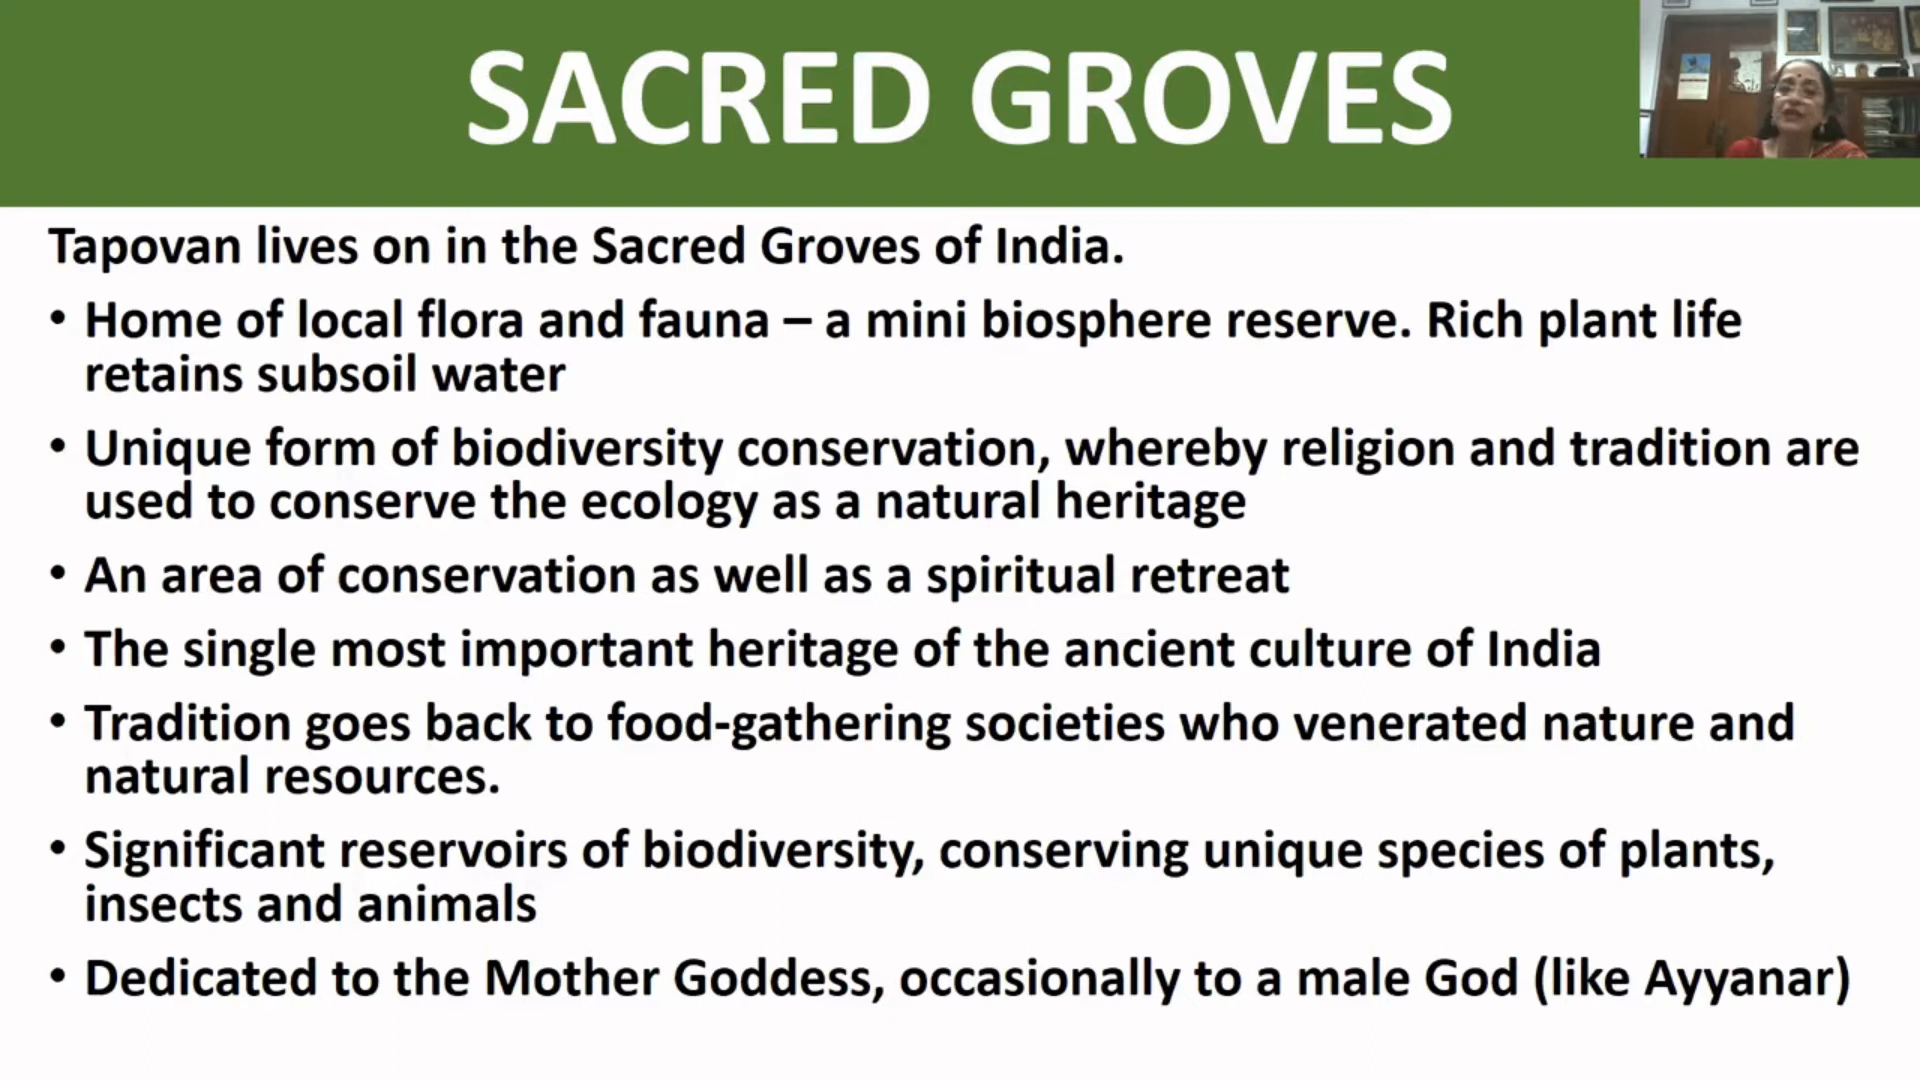 SACRED GROVES
Tapovan lives on in the Sacred Groves of India.
• Home of local flora and fauna – a mini biosphere reserve. Rich plant life
retains subsoil water
• Unique form of biodiversity conservation, whereby religion and tradition are
used to conserve the ecology as a natural heritage
• An area of conservation as well as a spiritual retreat
• The single most important heritage of the ancient culture of India
• Tradition goes back to food-gathering societies who venerated nature and
natural resources.
• Significant reservoirs of biodiversity, conserving unique species of plants,
insects and animals
• Dedicated to the Mother Goddess, occasionally to a male God (like Ayyanar)